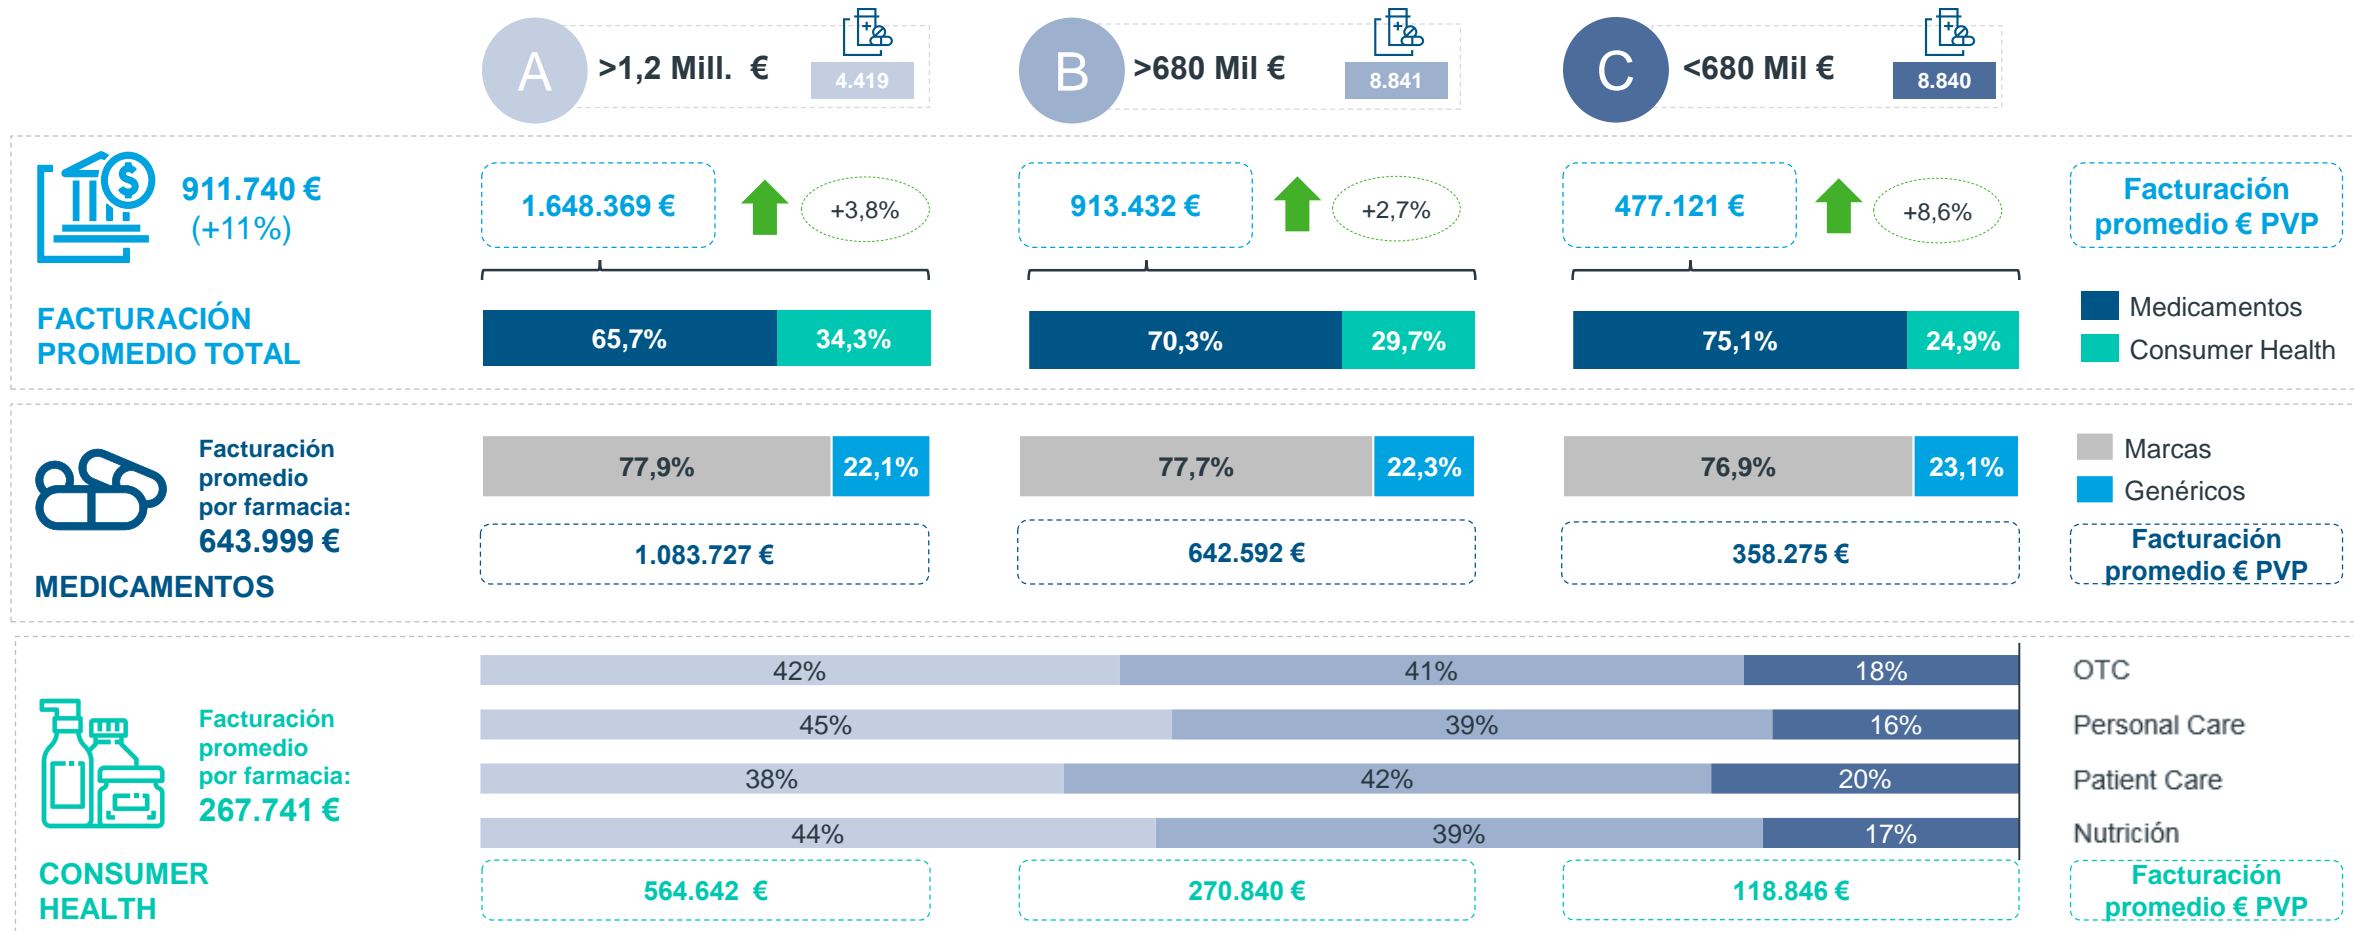 A
>1,2 Mill. €
4.419
B
>680 Mil €
8.841
C
<680 Mil €
8.840
$
911.740 €
(+11%)
FACTURACIÓN
PROMEDIO TOTAL
1.648.369 €
+3,8%
913.432 €
+2,7%
477.121 €
+8,6%
Facturación
promedio € PVP
65,7%
34,3%
70,3%
29,7%
75,1%
24,9%
Medicamentos
Consumer Health
Facturación
promedio
por farmacia:
643.999 €
MEDICAMENTOS
77,9%
22,1%
77,7%
22,3%
76,9%
23,1%
Marcas
Genéricos
1.083.727 €
642.592 €
358.275 €
Facturación
promedio € PVP
Facturación
promedio
por farmacia:
267.741 €
CONSUMER
HEALTH
42%
41%
18%
OTC
45%
39%
16%
Personal Care
38%
42%
20%
Patient Care
44%
39%
17%
Nutrición
564.642 €
270.840 €
118.846 €
Facturación
promedio € PVP